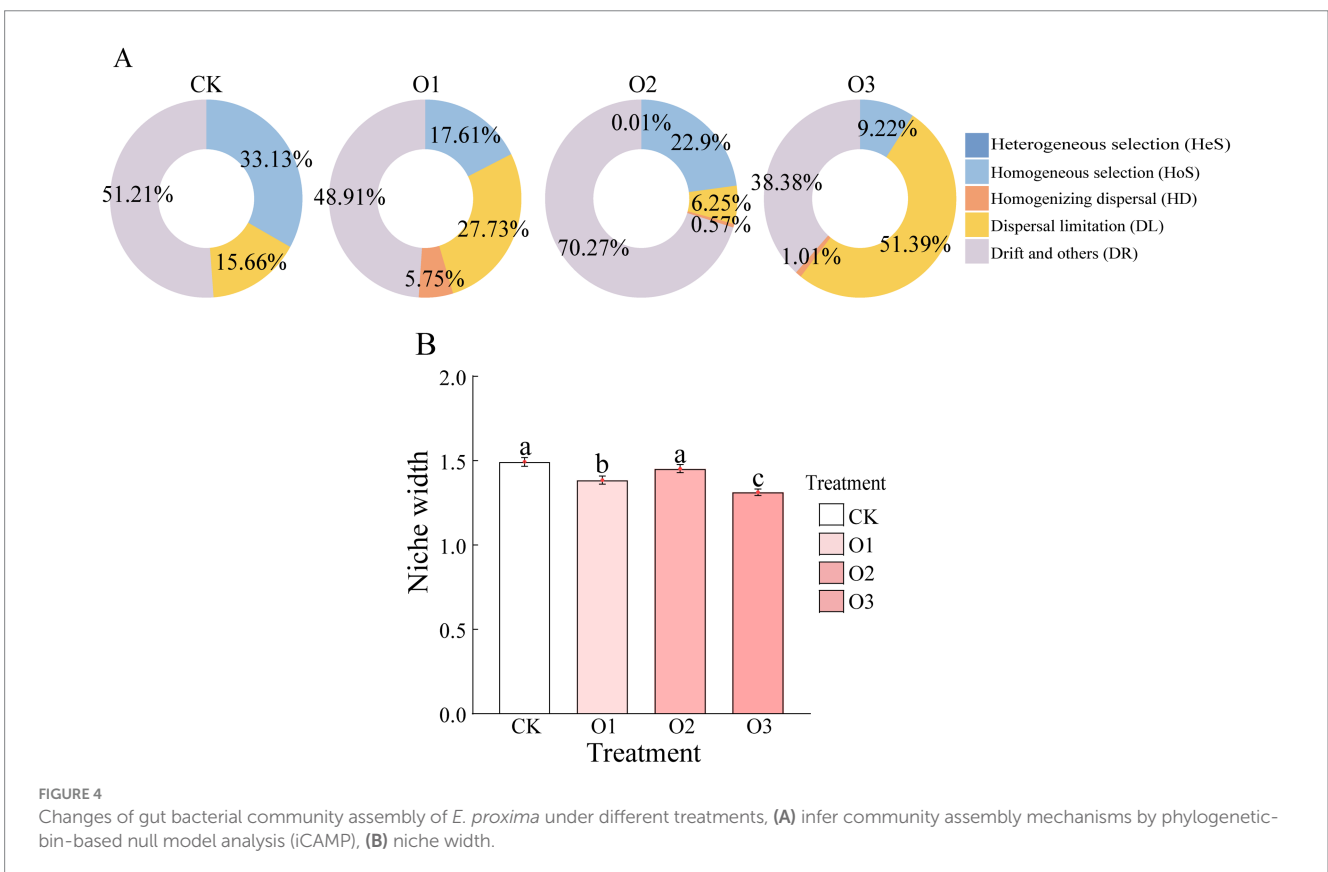 A
CK
O1
O2
O3
33.13%
15.66%
51.21%
17.61%
27.73%
5.75%
48.91%
0.01%
22.9%
6.25%
0.57%
70.27%
9.22%
51.39%
1.01%
38.38%
Heterogeneous selection (HeS)
Homogeneous selection (HoS)
Homogenizing dispersal (HD)
Dispersal limitation (DL)
Drift and others (DR)
B
Niche width
2.0
1.5
1.0
0.5
0.0
a
b
a
c
CK
O1
O2
O3
Treatment
Treatment
CK
O1
O2
O3
FIGURE 4
Changes of gut bacterial community assembly of E. proxima under different treatments, (A) infer community assembly mechanisms by phylogenetic-
bin-based null model analysis (iCAMP), (B) niche width.